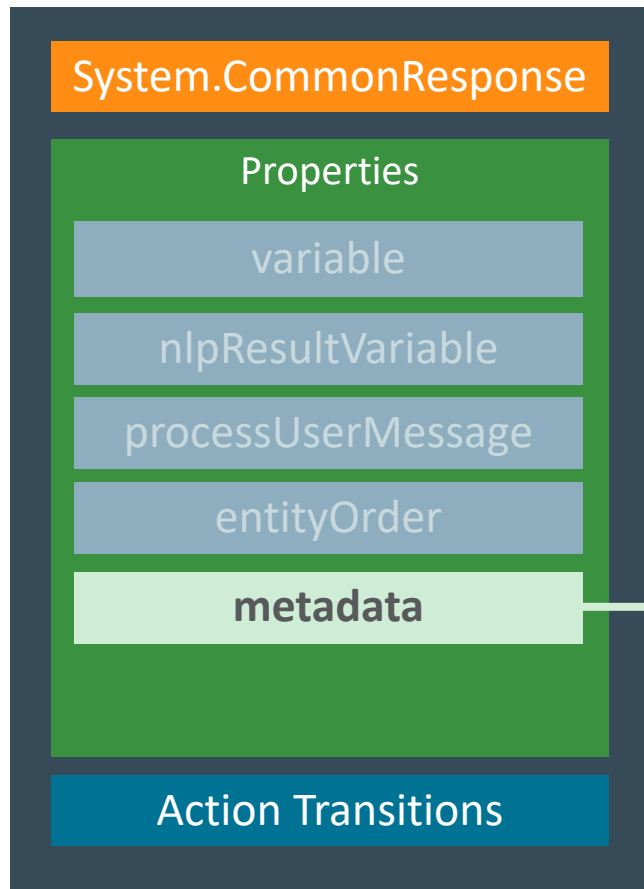 System.CommonResponse
Properties
variable
nlpResultVariable
processUserMessage
entityOrder
metadata
Action Transitions